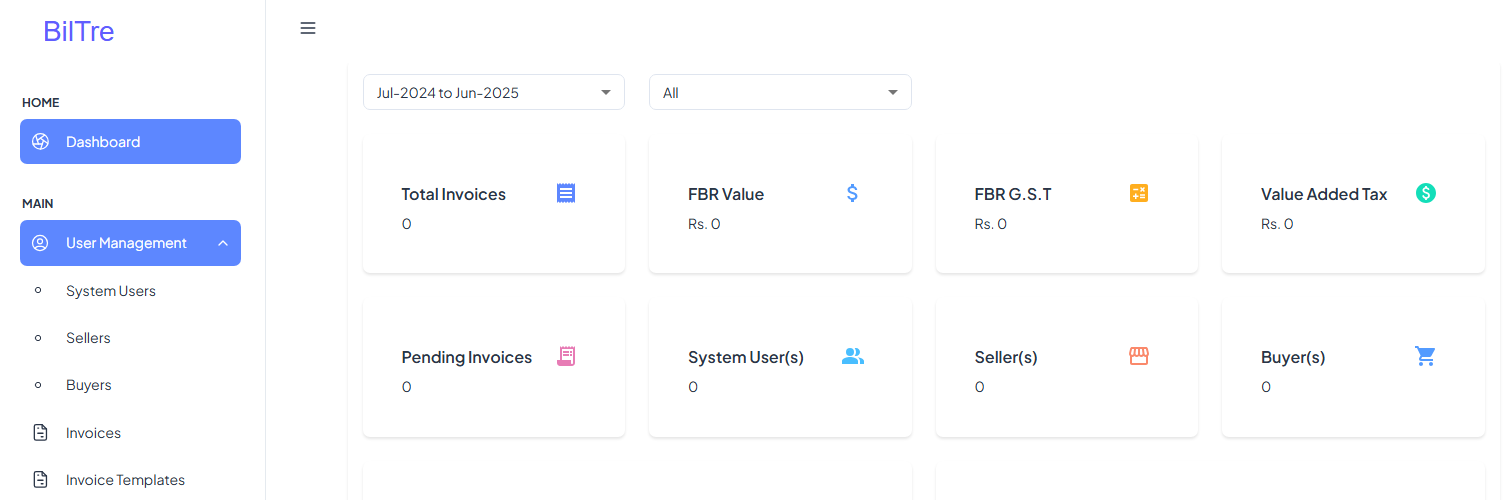 BilTre
HOME
Dashboard
MAIN
User Management
System Users
Sellers
Buyers
Invoices
Invoice Templates
Jul-2024 to Jun-2025
All
Total Invoices
0
FBR Value
Rs. 0
FBR G.S.T
Rs. 0
Value Added Tax
Rs. 0
Pending Invoices
0
System User(s)
0
Seller(s)
0
Buyer(s)
0